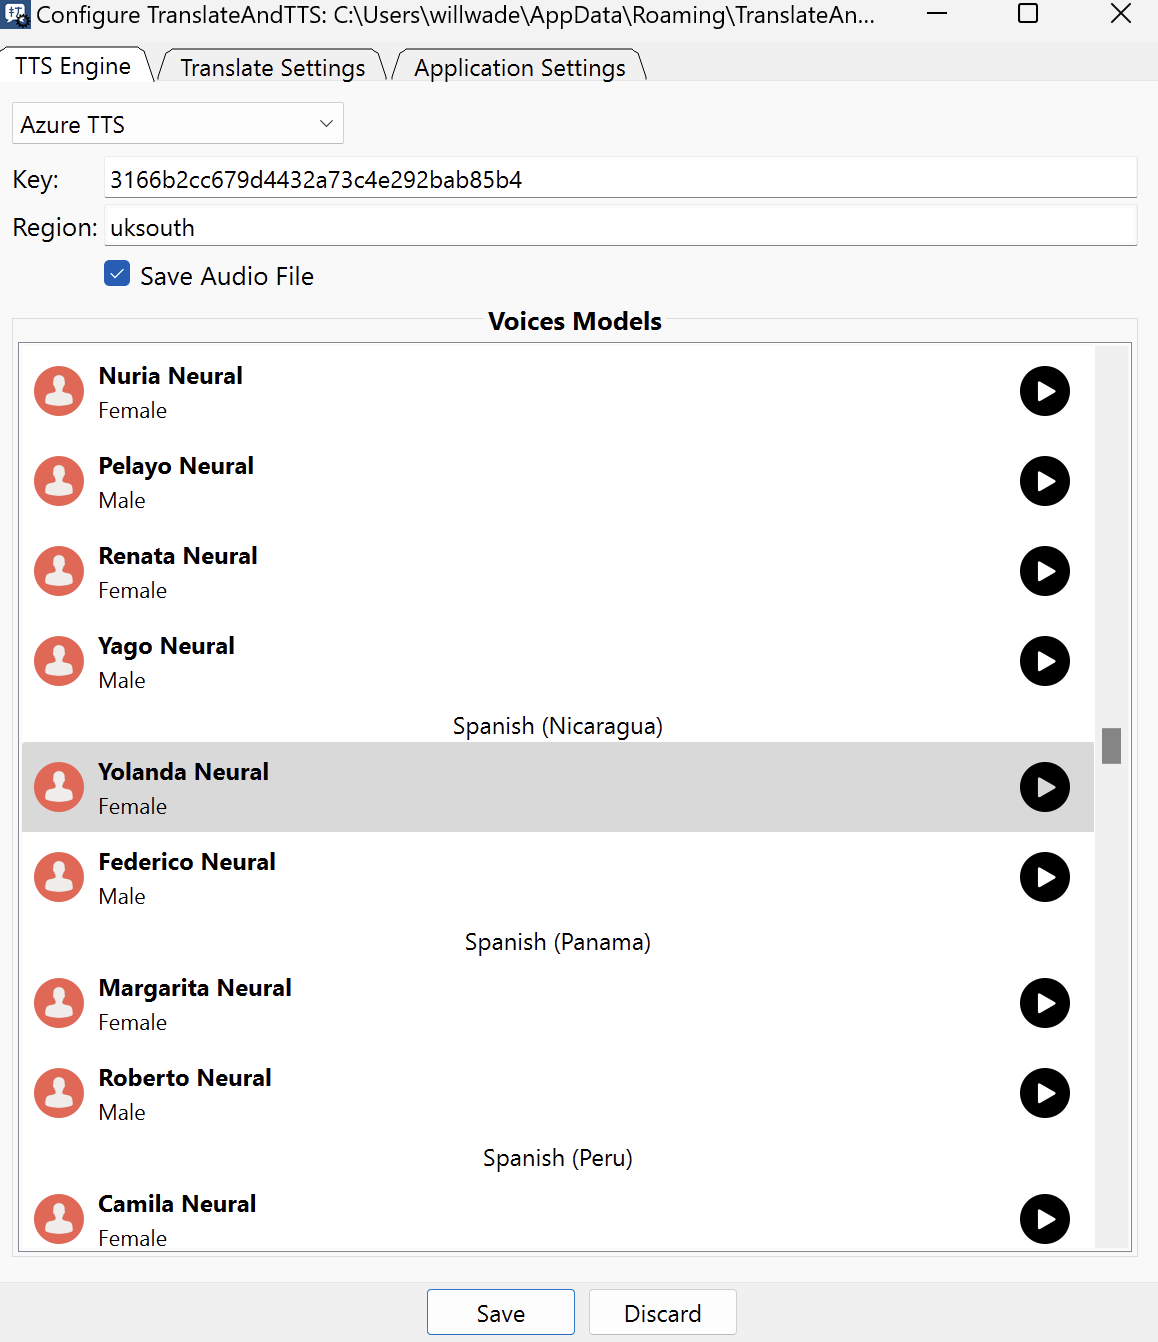 Configure TranslateAndTTS: C:\Users\willwade\AppData\Roaming\TranslateAn...
TTS Engine
Translate Settings
Application Settings
Azure TTS
Key: 3166b2cc679d4432a73c4e292bab85b4
Region: uksouth
Save Audio File
Voices Models
Nuria Neural
Female
Pelayo Neural
Male
Renata Neural
Female
Yago Neural
Male
Spanish (Nicaragua)
Yolanda Neural
Female
Federico Neural
Male
Spanish (Panama)
Margarita Neural
Female
Roberto Neural
Male
Spanish (Peru)
Camila Neural
Female
Save
Discard